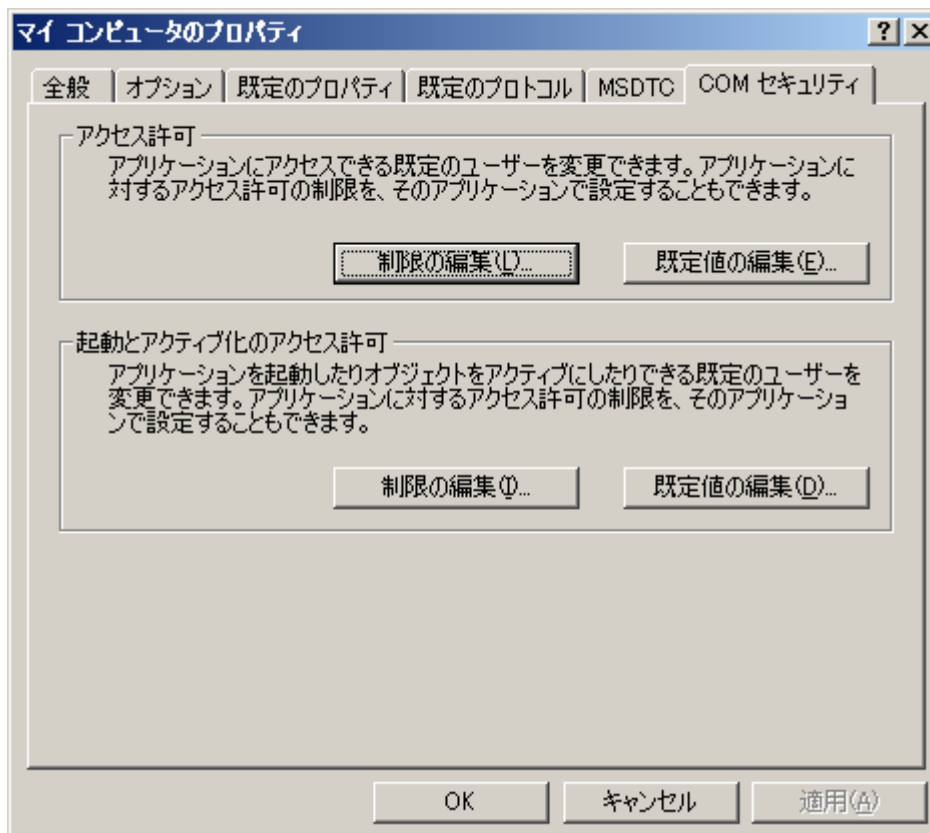 マイ コンピュータのプロパティ
全般 オプション 既定のプロパティ 既定のプロトコル MSDTC COM セキュリティ
アクセス許可
アプリケーションにアクセスできる既定のユーザーを変更できます。アプリケーションに
対するアクセス許可の制限を、そのアプリケーションで設定することもできます。
制限の編集(L)... 既定値の編集(E)...
起動とアクティブ化のアクセス許可
アプリケーションを起動したりオブジェクトをアクティブにしたりできる既定のユーザーを
変更できます。アプリケーションに対するアクセス許可の制限を、そのアプリケーショ
ンで設定することもできます。
制限の編集(I)... 既定値の編集(D)...
OK キャンセル 適用(A)